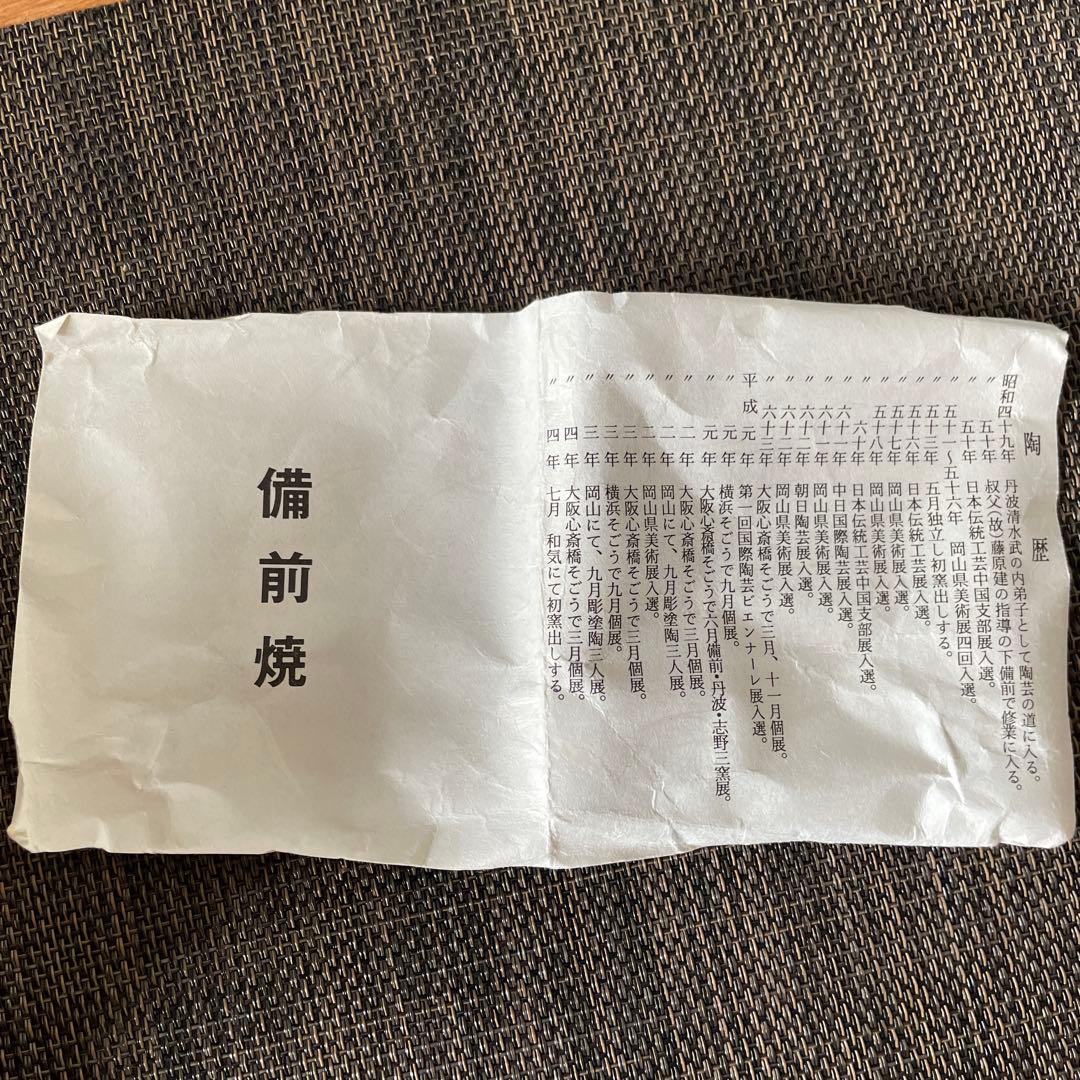 陶歴
昭和四十九年 丹波清水武の内弟子として陶芸の道に入る。
〃 五十年 叔父(故)藤原建の指導の下備前で修業に入る。
〃 五十年 日本伝統工芸中国支部展入選。
〃 五十一〜五十六年 岡山県美術展四回入選。
〃 五十三年 五月独立し初窯出しする。
〃 五十六年 日本伝統工芸展入選。
〃 五十七年 岡山県美術展入選。
〃 五十八年 岡山県美術展入選。
〃 六十年 日本伝統工芸中国支部展入選。
〃 六十一年 中日国際陶芸展入選。
〃 六十一年 岡山県美術展入選。
〃 六十二年 朝日陶芸展入選。
〃 六十二年 岡山県美術展入選。
〃 六十三年 大阪心斎橋そごうで三月、十一月個展。
平成元年 第一回国際陶芸ビエンナーレ展入選。
〃 元年 横浜そごうで九月個展。
〃 元年 大阪心斎橋そごうで六月備前・丹波・志野三窯展。
〃 二年 大阪心斎橋そごうで三月個展。
〃 二年 岡山にて、九月彫塗陶三人展。
〃 二年 岡山県美術展入選。
〃 三年 大阪心斎橋そごうで三月個展。
〃 三年 横浜そごうで九月個展。
〃 三年 岡山にて、九月彫塗陶三人展。
〃 四年 大阪心斎橋そごうで三月個展。
〃 四年 七月 和気にて初窯出しする。
備前焼